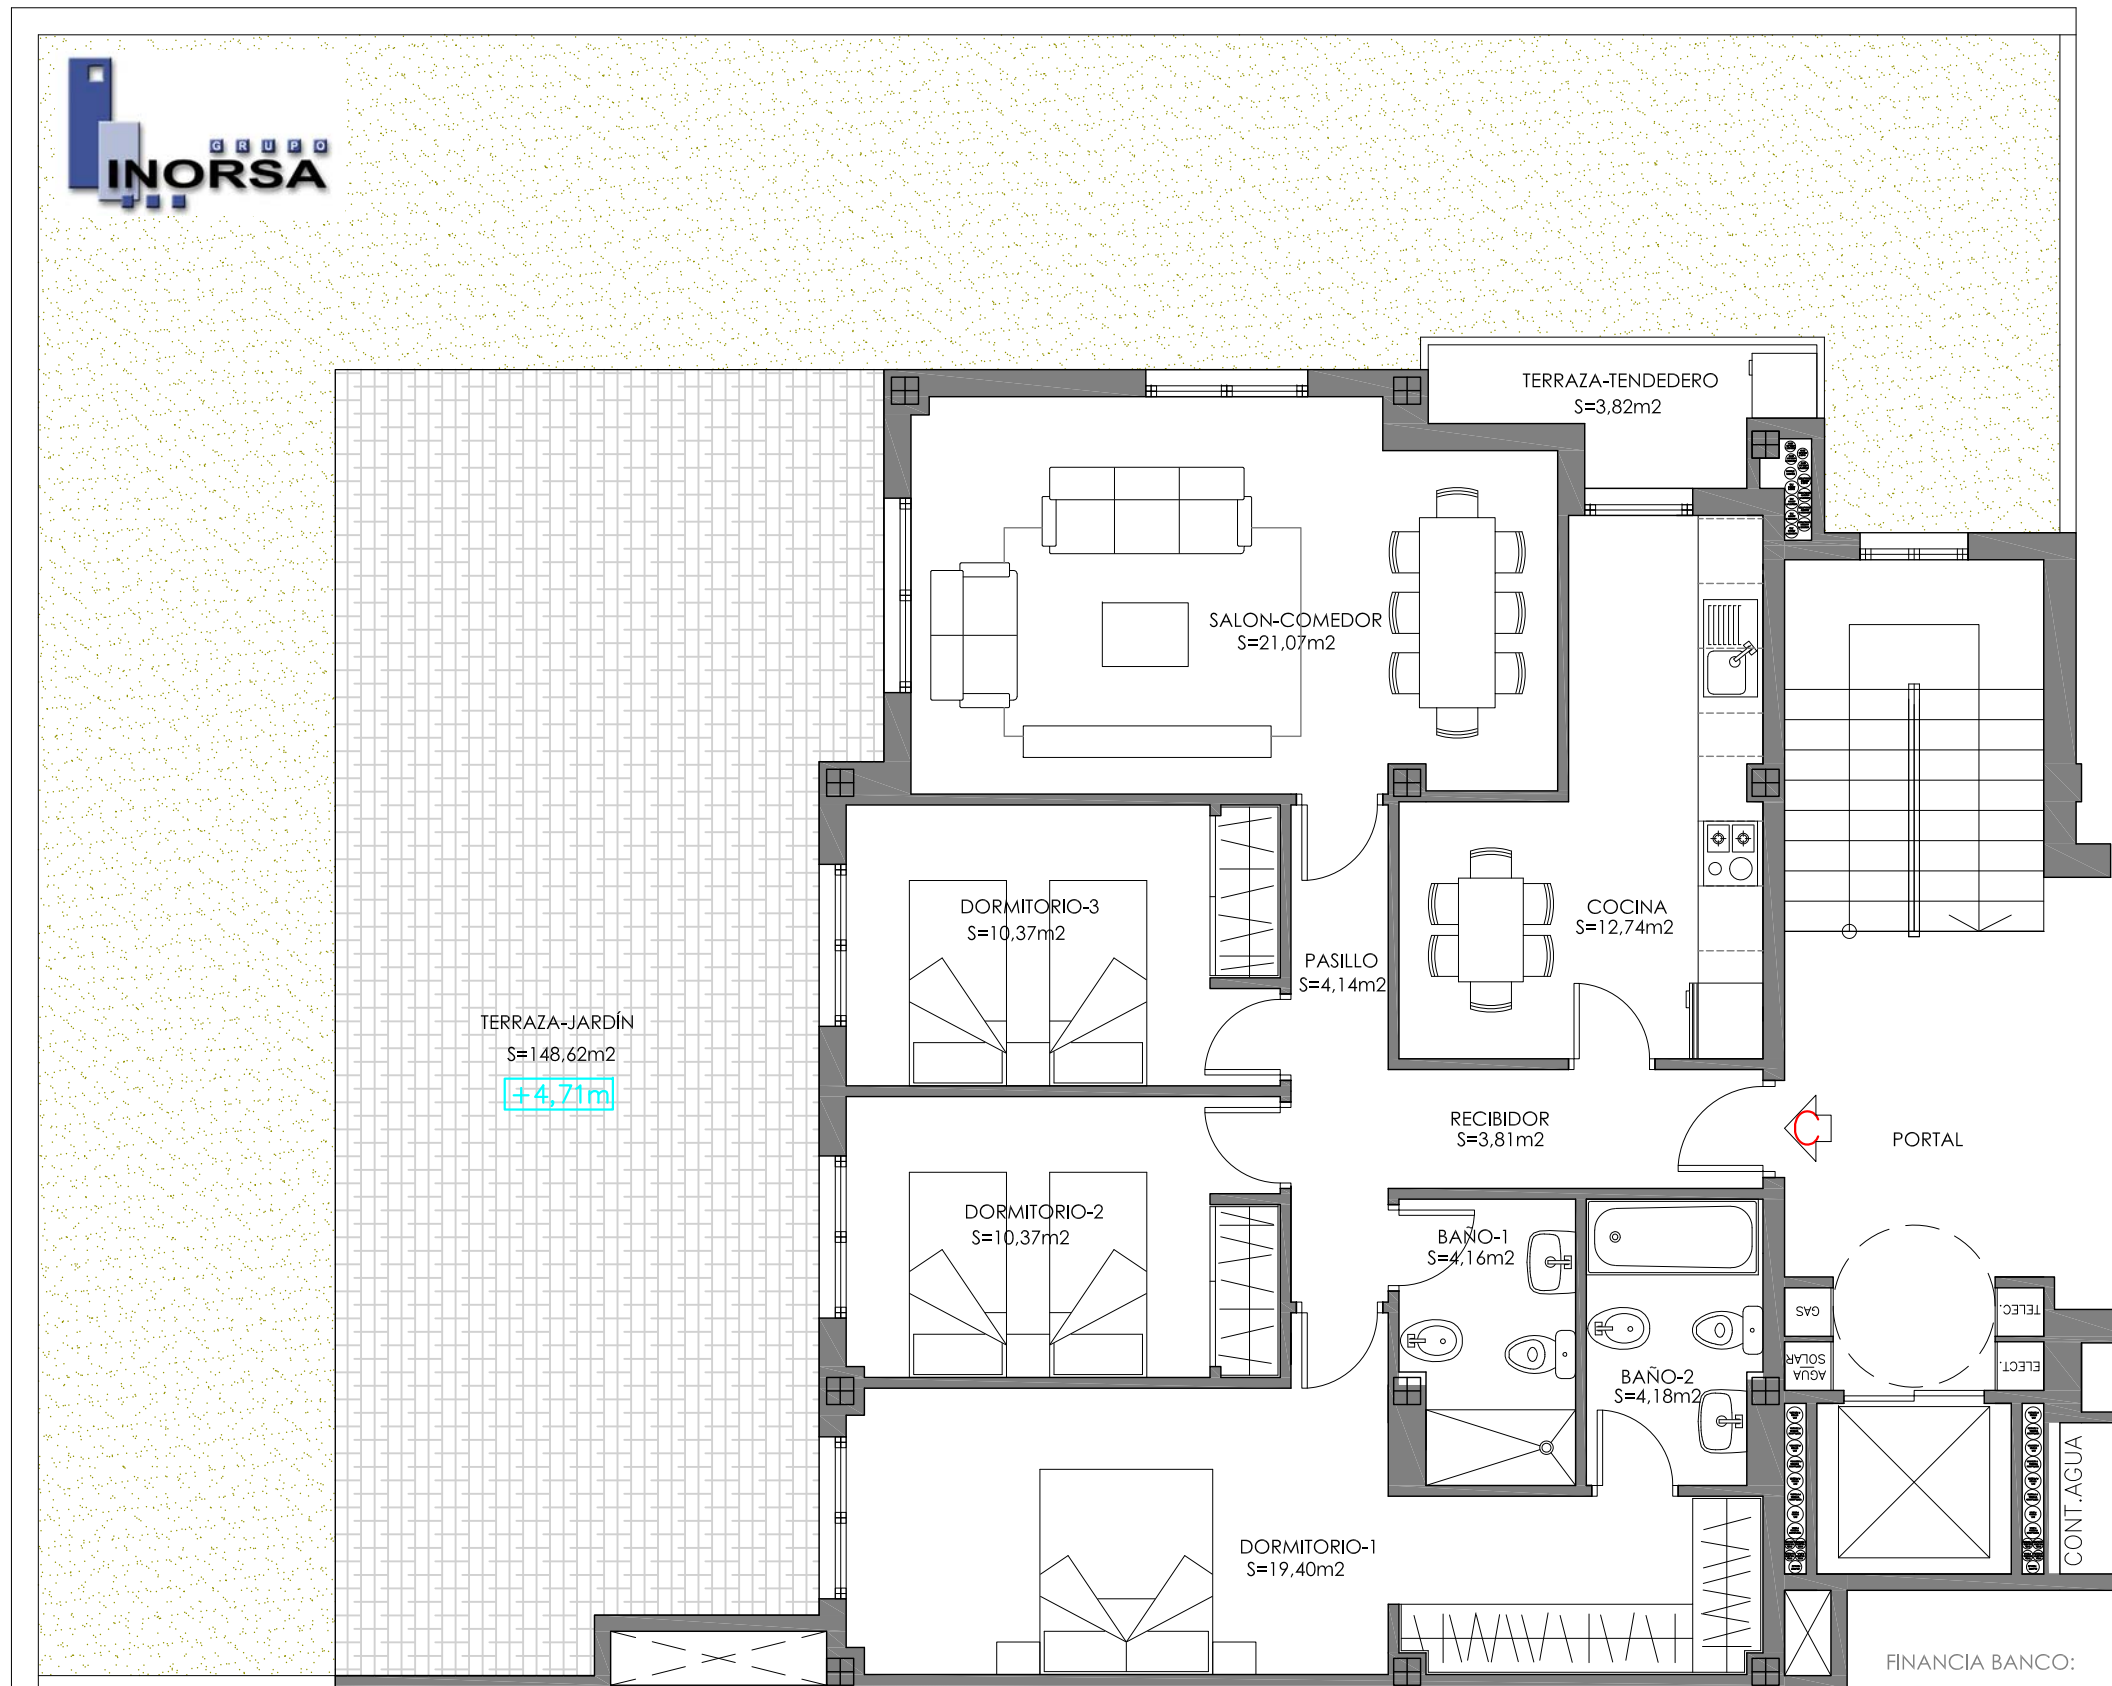 GRUPO
INORSA
TERRAZA-TENDEDERO
S=3,82m2
SALON-COMEDOR
S=21,07m2
DORMITORIO-3
S=10,37m2
COCINA
S=12,74m2
PASILLO
S=4,14m2
TERRAZA-JARDÍN
S=148,62m2
+4,71m
RECIBIDOR
S=3,81m2
C
PORTAL
DORMITORIO-2
S=10,37m2
BAÑO-1
S=4,16m2
GAS
TELEC.
AGUA
SOLAR
ELECT.
BAÑO-2
S=4,18m2
CONT.AGUA
DORMITORIO-1
S=19,40m2
FINANCIA BANCO: